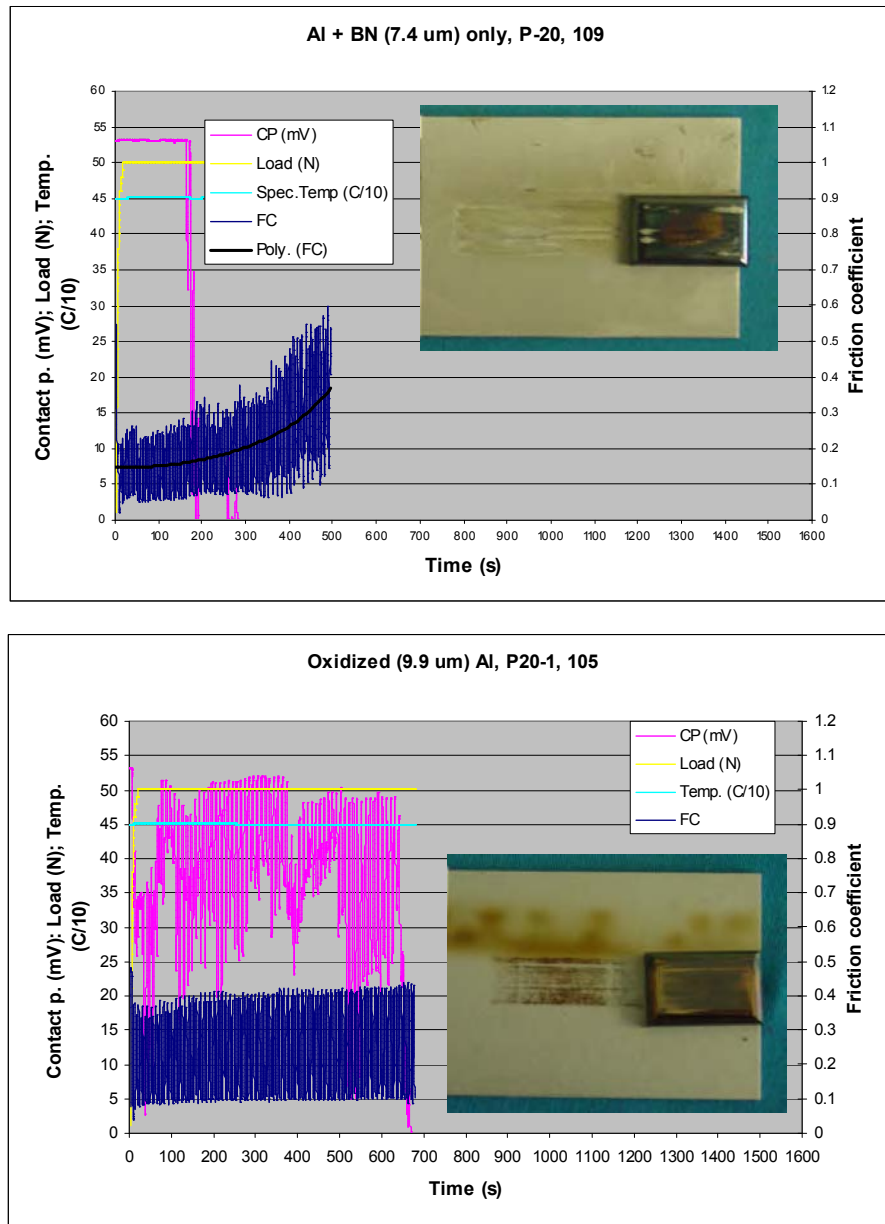 Al + BN (7.4 um) only, P-20, 109
60
55
50
45
40
35
30
25
20
15
10
5
0
Contact p. (mV); Load (N); Temp.
(C/10)
CP (mV)
Load (N)
Spec.Temp (C/10)
FC
Poly. (FC)
1.2
1.1
1
0.9
0.8
0.7
0.6
0.5
0.4
0.3
0.2
0.1
0
Friction coefficient
0 100 200 300 400 500 600 700 800 900 1000 1100 1200 1300 1400 1500 1600
Time (s)
Oxidized (9.9 um) Al, P20-1, 105
60
55
50
45
40
35
30
25
20
15
10
5
0
Contact p. (mV); Load (N); Temp.
(C/10)
CP (mV)
Load (N)
Temp. (C/10)
FC
1.2
1.1
1
0.9
0.8
0.7
0.6
0.5
0.4
0.3
0.2
0.1
0
Friction coefficient
0 100 200 300 400 500 600 700 800 900 1000 1100 1200 1300 1400 1500 1600
Time (s)